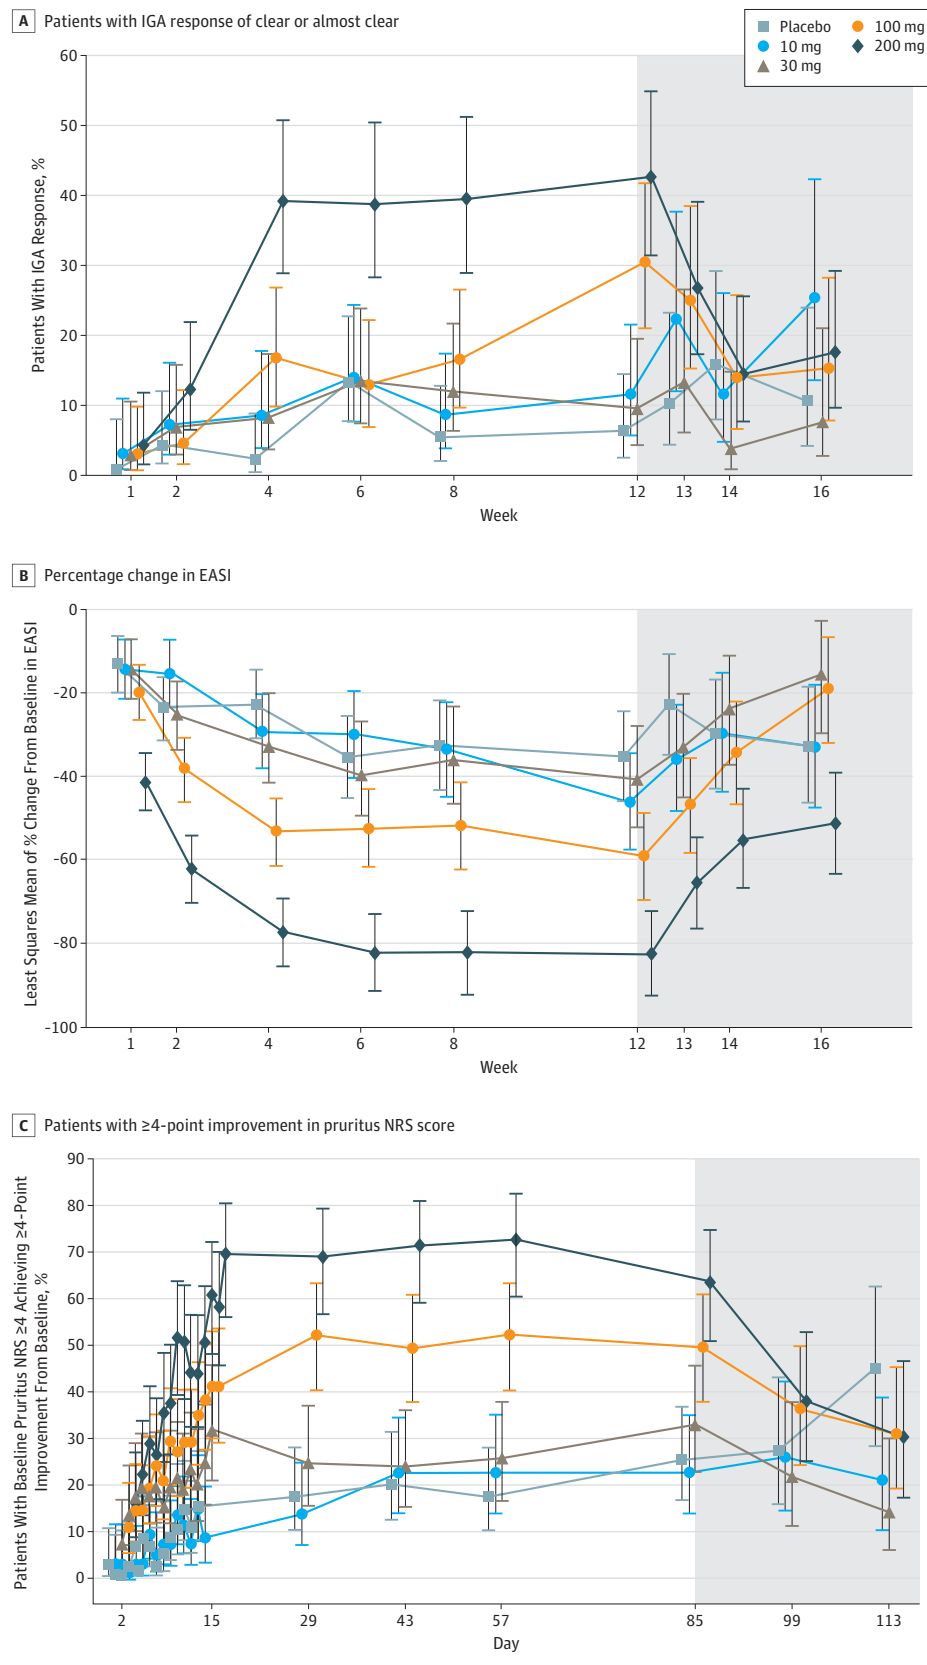 A Patients with IGA response of clear or almost clear
Placebo
10 mg
30 mg
100 mg
200 mg
Patients With IGA Response, %
60
50
40
30
20
10
0
1 2 4 6 8 12 13 14 16
Week
B Percentage change in EASI
Least Squares Mean of % Change From Baseline in EASI
0
-20
-40
-60
-80
-100
1 2 4 6 8 12 13 14 16
Week
C Patients with ≥4-point improvement in pruritus NRS score
Patients With Baseline Pruritus NRS ≥4 Achieving ≥4-Point
Improvement From Baseline, %
90
80
70
60
50
40
30
20
10
0
2 15 29 43 57 85 99 113
Day